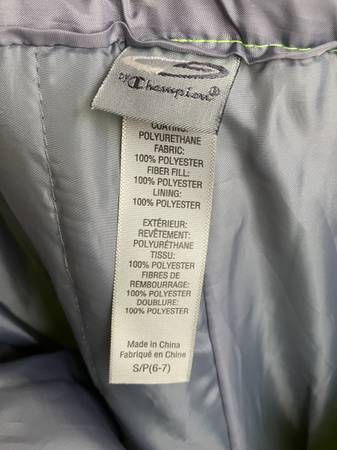 BY Champion®
COATING:
POLYURETHANE
FABRIC:
100% POLYESTER
FIBER FILL:
100% POLYESTER
LINING:
100% POLYESTER
EXTÉRIEUR:
REVÊTEMENT:
POLYURÉTHANE
TISSU:
100% POLYESTER
FIBRES DE
REMBOURRAGE:
100% POLYESTER
DOUBLURE:
100% POLYESTER
Made in China
Fabriqué en Chine
S/P(6-7)